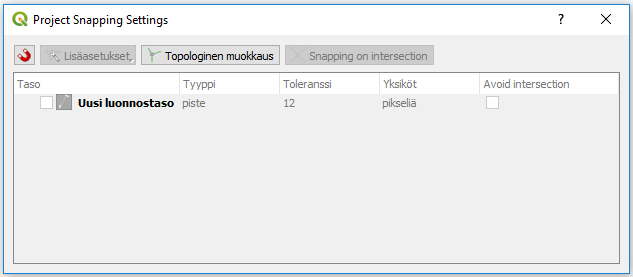 Project Snapping Settings
Lisäasetukset Topologinen muokkaus Snapping on intersection
Taso Tyyppi Toleranssi Yksiköt Avoid intersection
Uusi luonnostaso piste 12 pikseliä